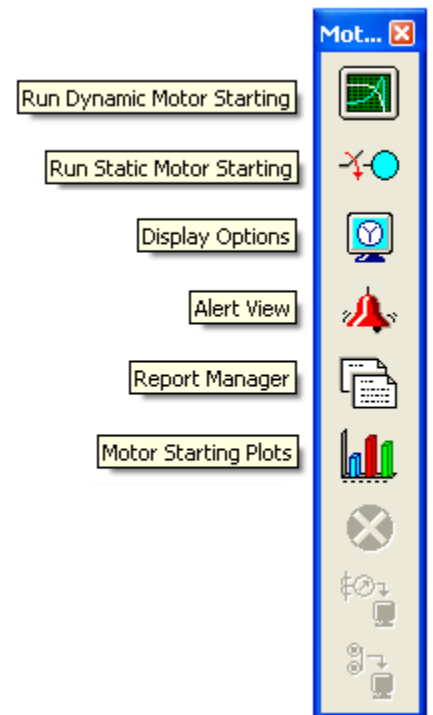 Mot...
Run Dynamic Motor Starting
Run Static Motor Starting
Display Options
Alert View
Report Manager
Motor Starting Plots